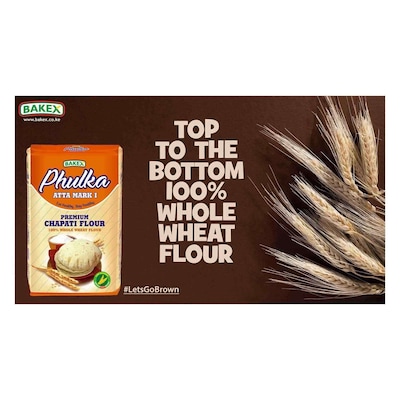 BAKEX
www.bakex.co.ke
TOP
TO THE
BOTTOM
100%
WHOLE
WHEAT
FLOUR
BAKEX
Phulka
ATTA MARK 1
PREMIUM
CHAPATI FLOUR
100% WHOLE WHEAT FLOUR
#LetsGoBrown